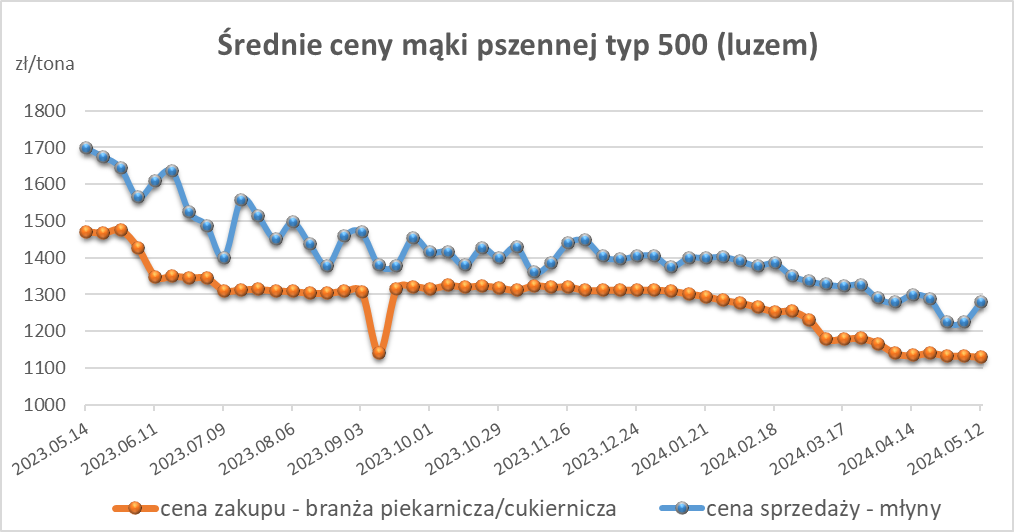 Średnie ceny mąki pszennej typ 500 (luzem)
zł/tona
1800
1700
1600
1500
1400
1300
1200
1100
1000
2023.05.14 2023.06.11 2023.07.09 2023.08.06 2023.09.03 2023.10.01 2023.10.29 2023.11.26 2023.12.24 2024.01.21 2024.02.18 2024.03.17 2024.04.14 2024.05.12
cena zakupu - branża piekarnicza/cukiernicza cena sprzedaży - młyny